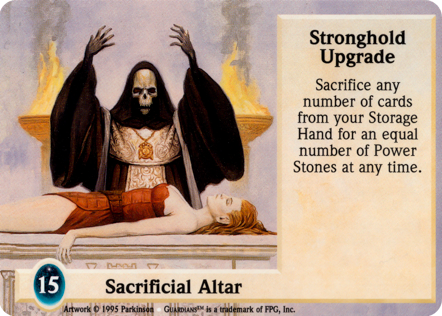 Stronghold
Upgrade
Sacrifice any
number of cards
from your Storage
Hand for an equal
number of Power
Stones at any time.
15
Sacrificial Altar
Artwork © 1995 Parkinson GUARDIANS™ is a trademark of FPG, Inc.